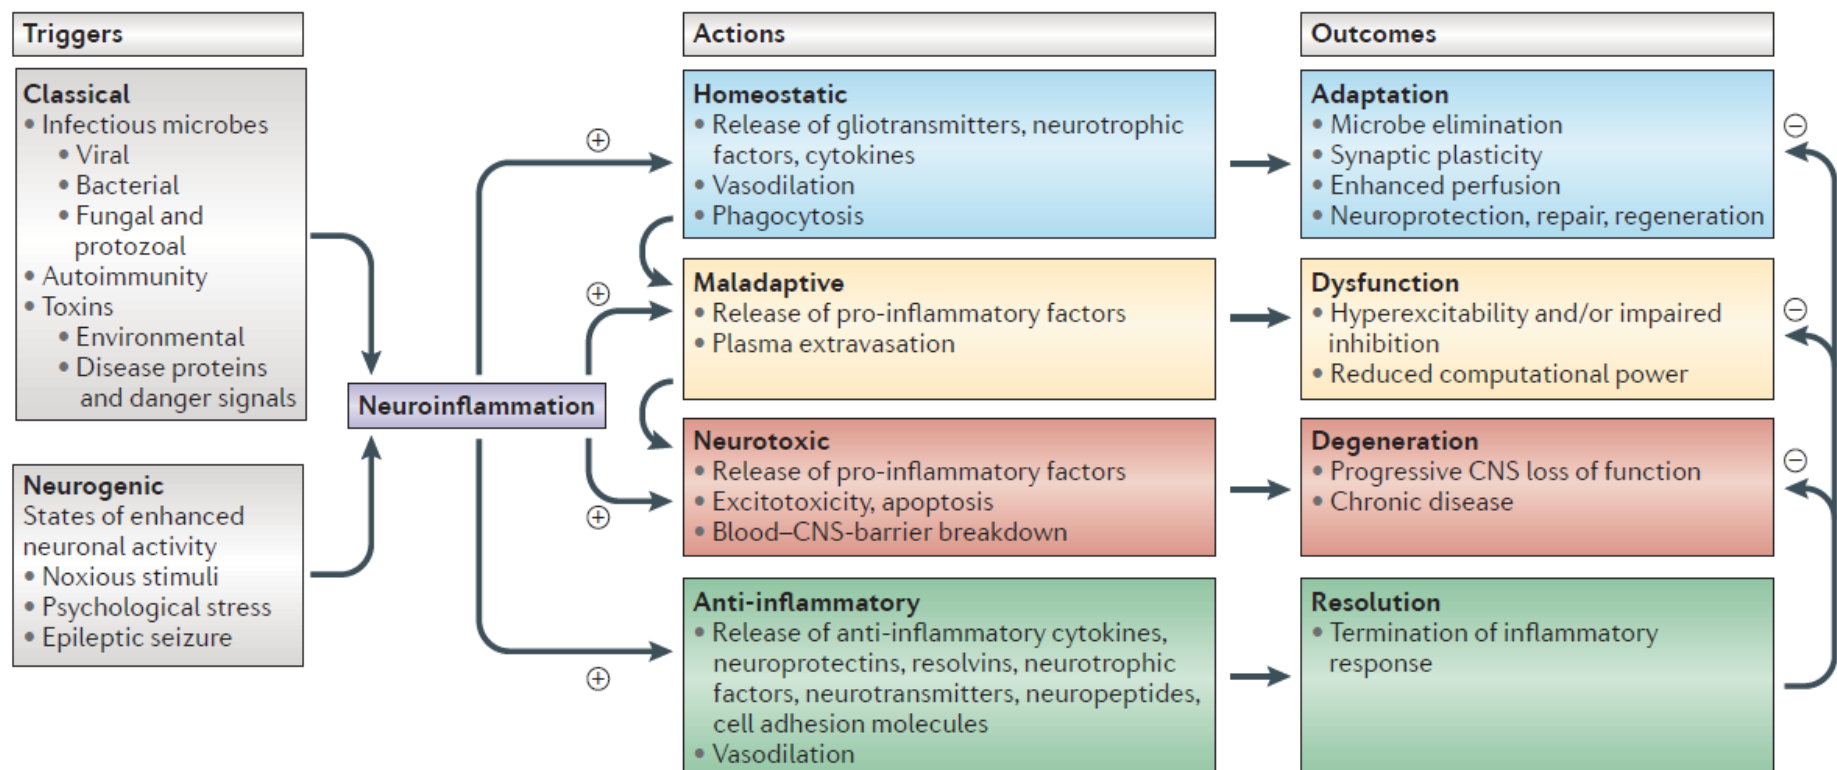 Triggers
Classical
• Infectious microbes
• Viral
• Bacterial
• Fungal and
protozoal
• Autoimmunity
• Toxins
• Environmental
• Disease proteins
and danger signals
Neurogenic
States of enhanced
neuronal activity
• Noxious stimuli
• Psychological stress
• Epileptic seizure
Neuroinflammation
+
+
+
+
Actions
Homeostatic
• Release of gliotransmitters, neurotrophic
factors, cytokines
• Vasodilation
• Phagocytosis
Maladaptive
• Release of pro-inflammatory factors
• Plasma extravasation
Neurotoxic
• Release of pro-inflammatory factors
• Excitotoxicity, apoptosis
• Blood–CNS-barrier breakdown
Anti-inflammatory
• Release of anti-inflammatory cytokines,
neuroprotectins, resolvins, neurotrophic
factors, neurotransmitters, neuropeptides,
cell adhesion molecules
• Vasodilation
Outcomes
Adaptation
• Microbe elimination
• Synaptic plasticity
• Enhanced perfusion
• Neuroprotection, repair, regeneration
Dysfunction
• Hyperexcitability and/or impaired
inhibition
• Reduced computational power
Degeneration
• Progressive CNS loss of function
• Chronic disease
Resolution
• Termination of inflammatory
response
−
−
−